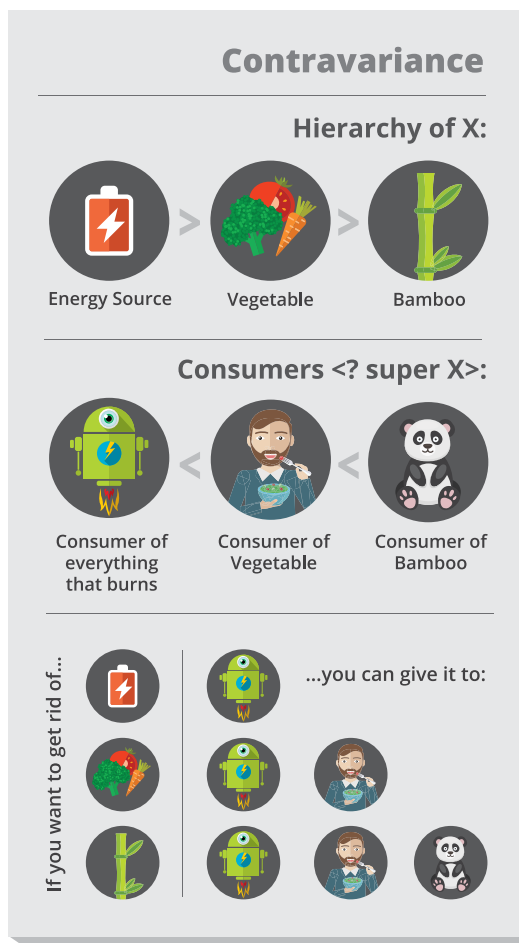 Contravariance
Hierarchy of X:
> >
Energy Source Vegetable Bamboo
Consumers <? super X>:
< <
Consumer of
everything
that burns
Consumer of
Vegetable
Consumer of
Bamboo
If you want to get rid of...
...you can give it to: